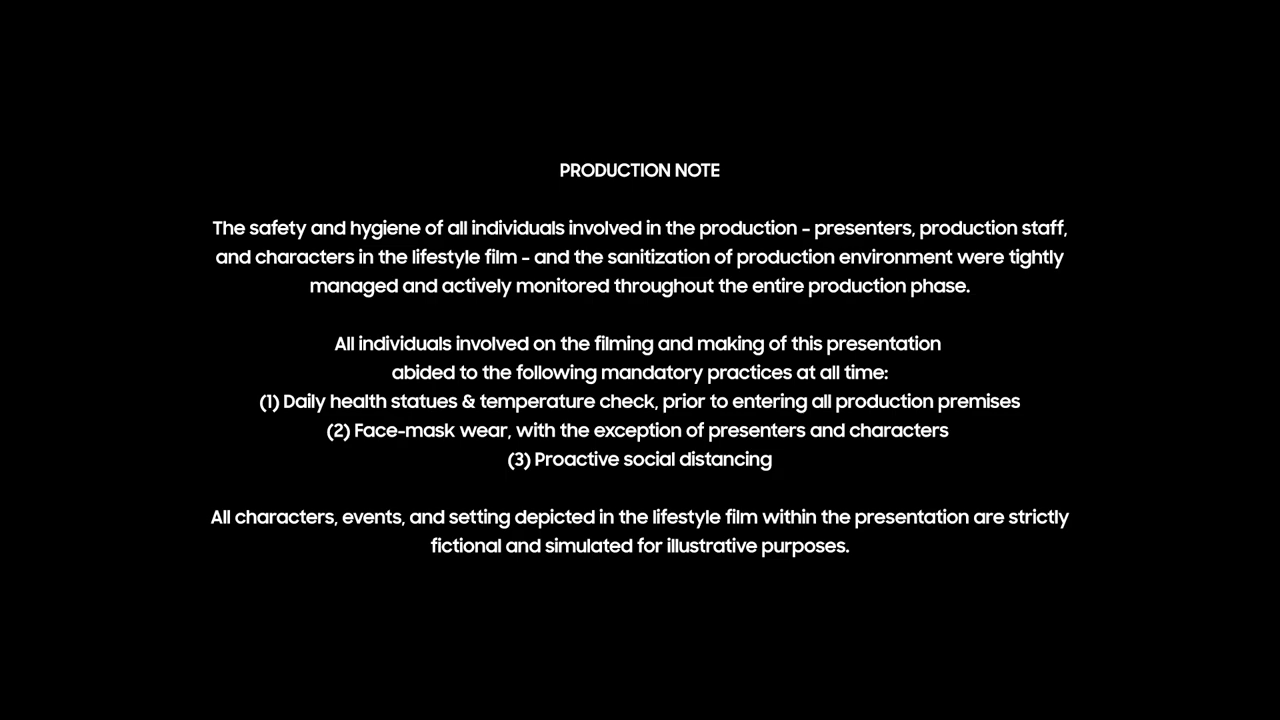 PRODUCTION NOTE
The safety and hygiene of all individuals involved in the production – presenters, production staff,
and characters in the lifestyle film – and the sanitization of production environment were tightly
managed and actively monitored throughout the entire production phase.
All individuals involved on the filming and making of this presentation
abided to the following mandatory practices at all time:
(1) Daily health statues & temperature check, prior to entering all production premises
(2) Face-mask wear, with the exception of presenters and characters
(3) Proactive social distancing
All characters, events, and setting depicted in the lifestyle film within the presentation are strictly
fictional and simulated for illustrative purposes.